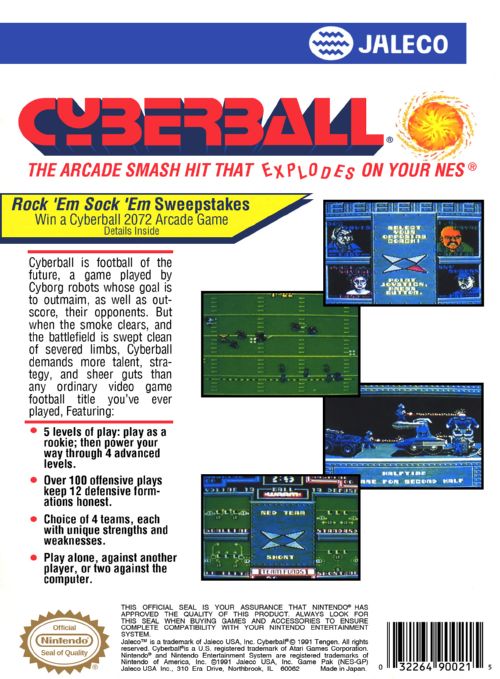 JALECO
CYBERBALL®
THE ARCADE SMASH HIT THAT EXPLODES ON YOUR NES®
Rock 'Em Sock 'Em Sweepstakes
Win a Cyberball 2072 Arcade Game
Details Inside
Cyberball is football of the
future, a game played by
Cyborg robots whose goal is
to outmaim, as well as out-
score, their opponents. But
when the smoke clears, and
the battlefield is swept clean
of severed limbs, Cyberball
demands more talent, stra-
tegy, and sheer guts than
any ordinary video game
football title you've ever
played, Featuring:
• 5 levels of play: play as a
rookie; then power your
way through 4 advanced
levels.
• Over 100 offensive plays
keep 12 defensive form-
ations honest.
• Choice of 4 teams, each
with unique strengths and
weaknesses.
• Play alone, against another
player, or two against the
computer.
SELECT
YOUR
OPPOSING
COACH!
POINT
JOYSTICK,
PRESS
BUTTON.
HALFTIME
FOR SECOND HALF
2:45
RED TEAM
SHORT
TEAM FUNDS
Official
Nintendo®
Seal of Quality
THIS OFFICIAL SEAL IS YOUR ASSURANCE THAT NINTENDO® HAS
APPROVED THE QUALITY OF THIS PRODUCT. ALWAYS LOOK FOR
THIS SEAL WHEN BUYING GAMES AND ACCESSORIES TO ENSURE
COMPLETE COMPATIBILITY WITH YOUR NINTENDO ENTERTAINMENT
SYSTEM.
Jaleco™ is a trademark of Jaleco USA, Inc. Cyberball®© 1991 Tengen. All rights
reserved. Cyberball® is a U.S. registered trademark of Atari Games Corporation.
Nintendo® and Nintendo Entertainment System are registered trademarks of
Nintendo of America, Inc. ©1991 Jaleco USA, Inc. Game Pak (NES-GP)
Jaleco USA Inc., 310 Era Drive, Northbrook, IL 60062 Made in Japan.
0 32264 90021 5